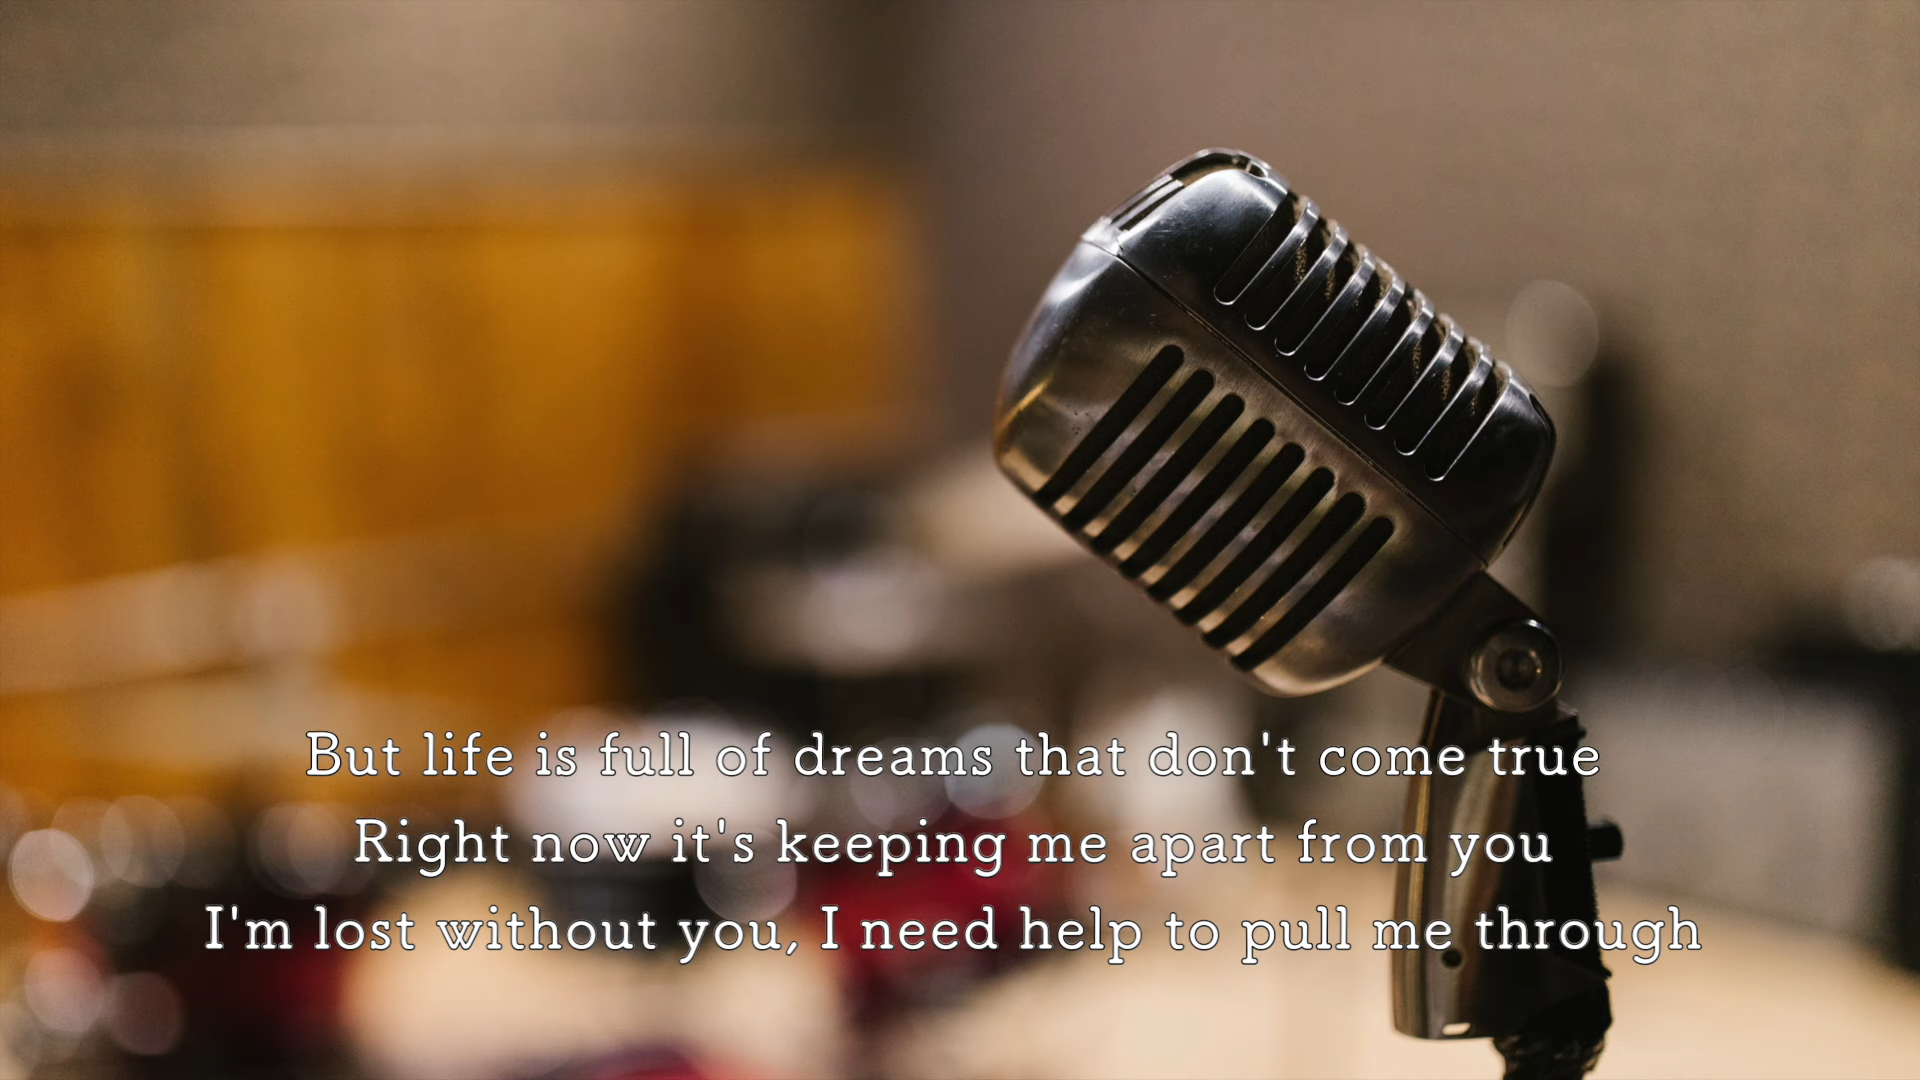 But life is full of dreams that don't come true
Right now it's keeping me apart from you
I'm lost without you, I need help to pull me through